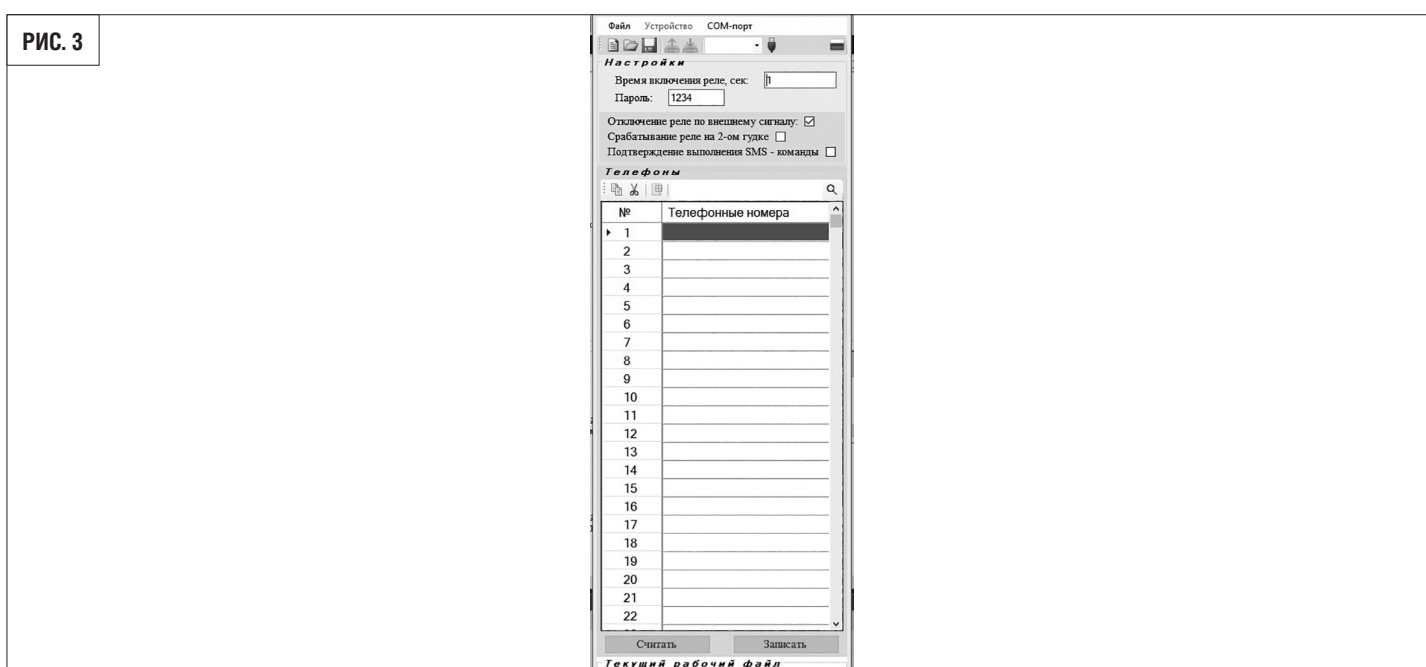 РИС. 3
Файл Устройство COM-порт
Настройки
Время включения реле, сек: 1
Пароль: 1234
Отключение реле по внешнему сигналу:
Срабатывание реле на 2-ом гудке
Подтверждение выполнения SMS - команды
Телефоны
№ Телефонные номера
1
2
3
4
5
6
7
8
9
10
11
12
13
14
15
16
17
18
19
20
21
22
Считать Записать
Текущий рабочий файл